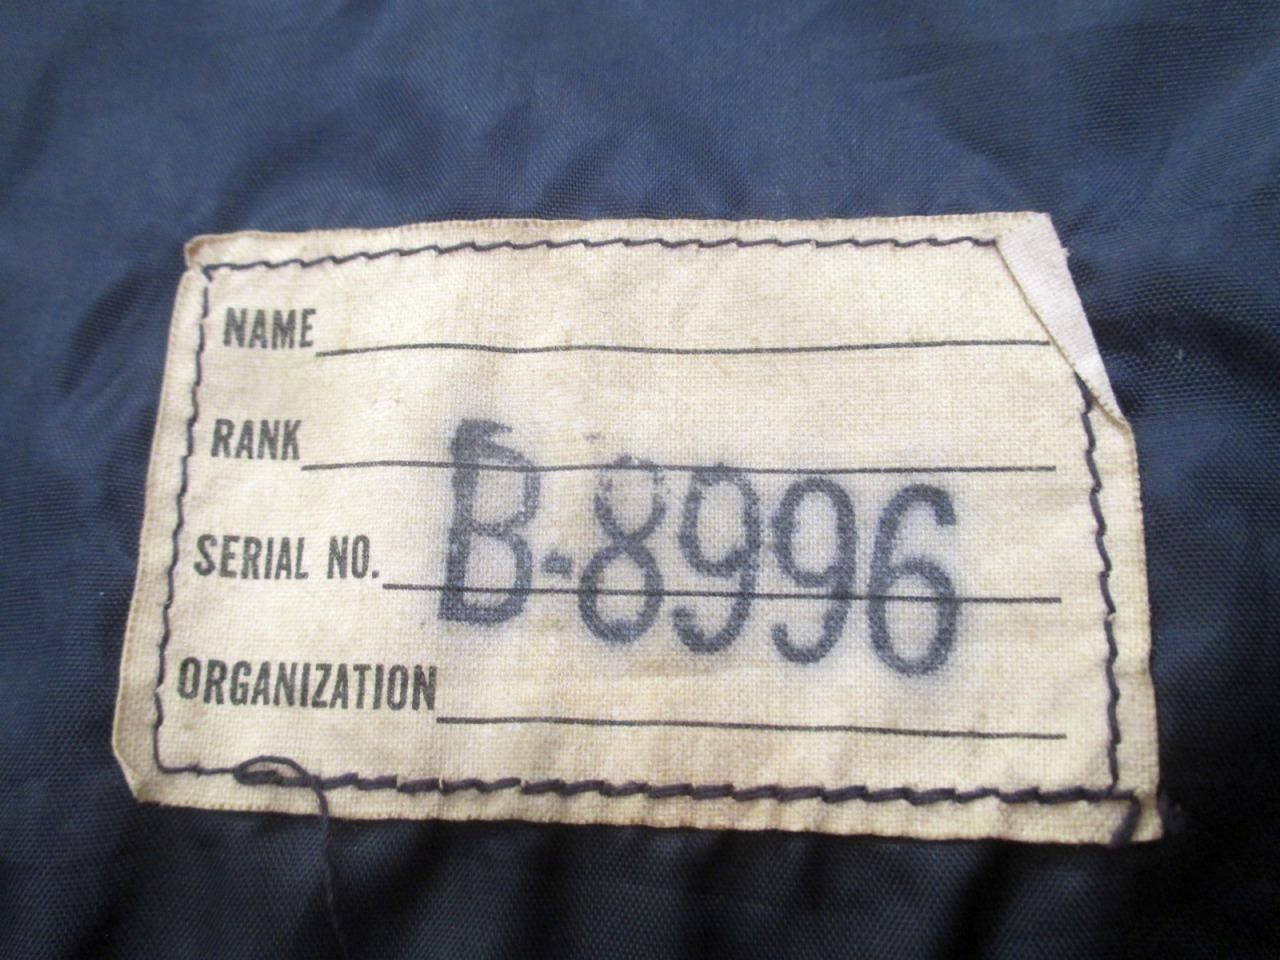 NAME
RANK
B-8996
SERIAL NO.
ORGANIZATION